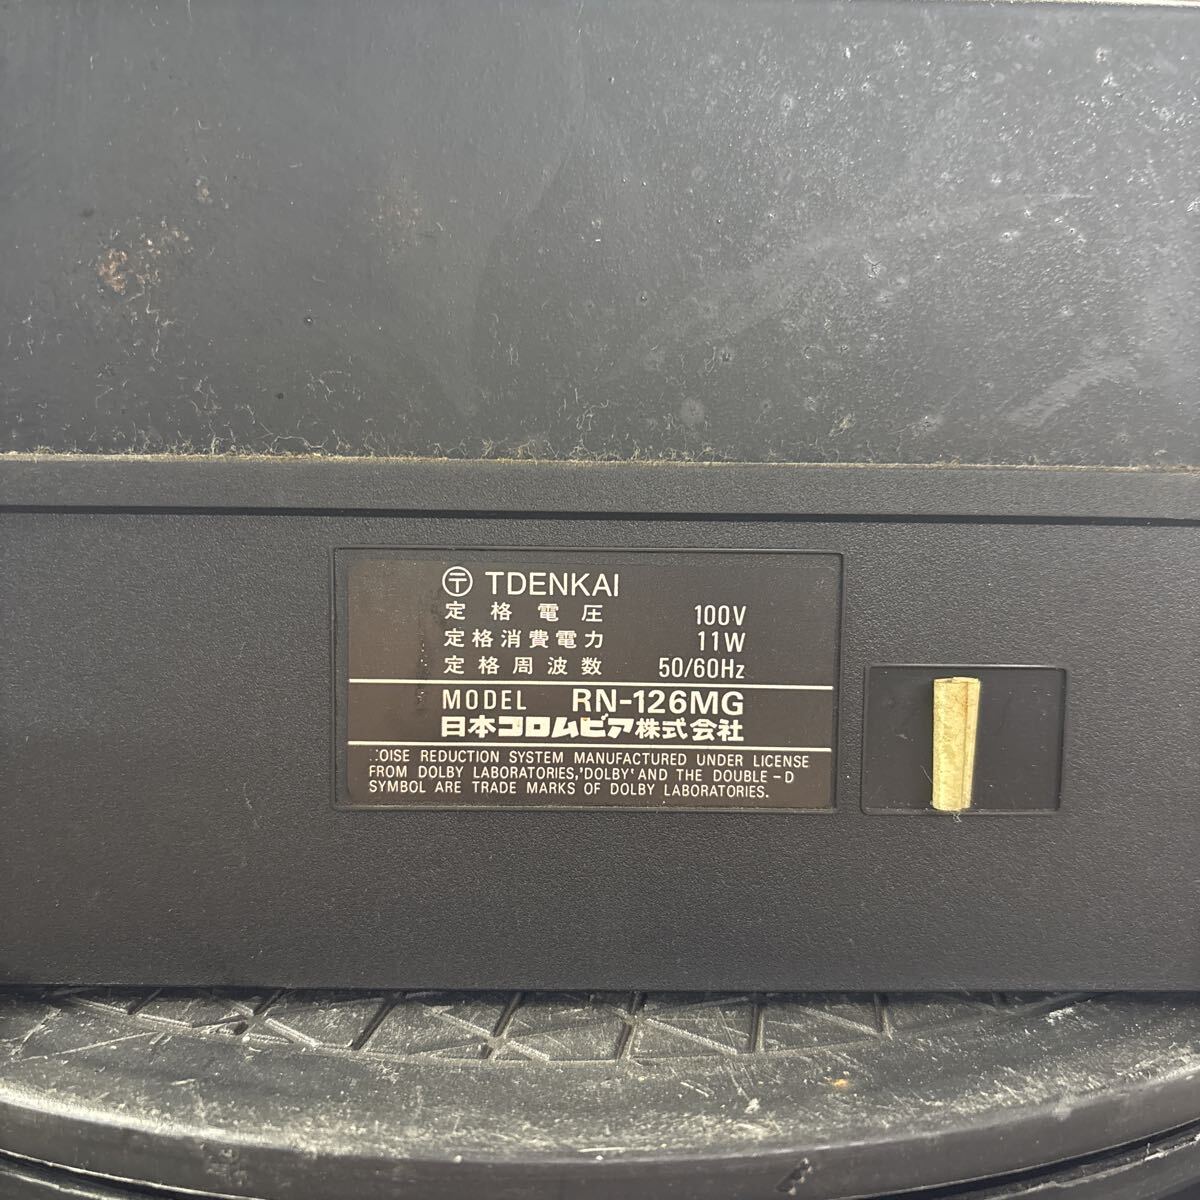 〶 TDENKAI
定格電圧 100V
定格消費電力 11W
定格周波数 50/60Hz
MODEL RN-126MG
日本コロムビア株式会社
OISE REDUCTION SYSTEM MANUFACTURED UNDER LICENSE
FROM DOLBY LABORATORIES,'DOLBY' AND THE DOUBLE-D
SYMBOL ARE TRADE MARKS OF DOLBY LABORATORIES.